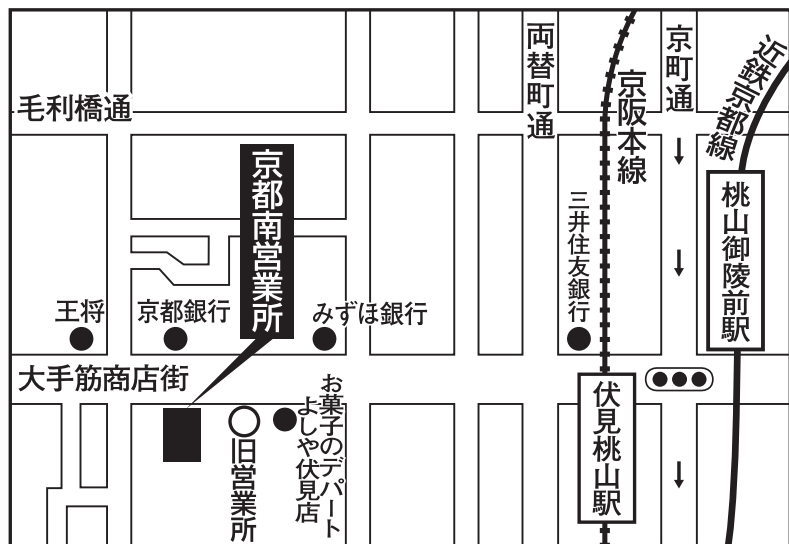 両替町通
京町通
近鉄京都線
毛利橋通
京阪本線
京都南営業所
桃山御陵前駅
三井住友銀行
王将
京都銀行
みずほ銀行
大手筋商店街
お菓子のデパート
よしや伏見店
旧営業所
伏見桃山駅